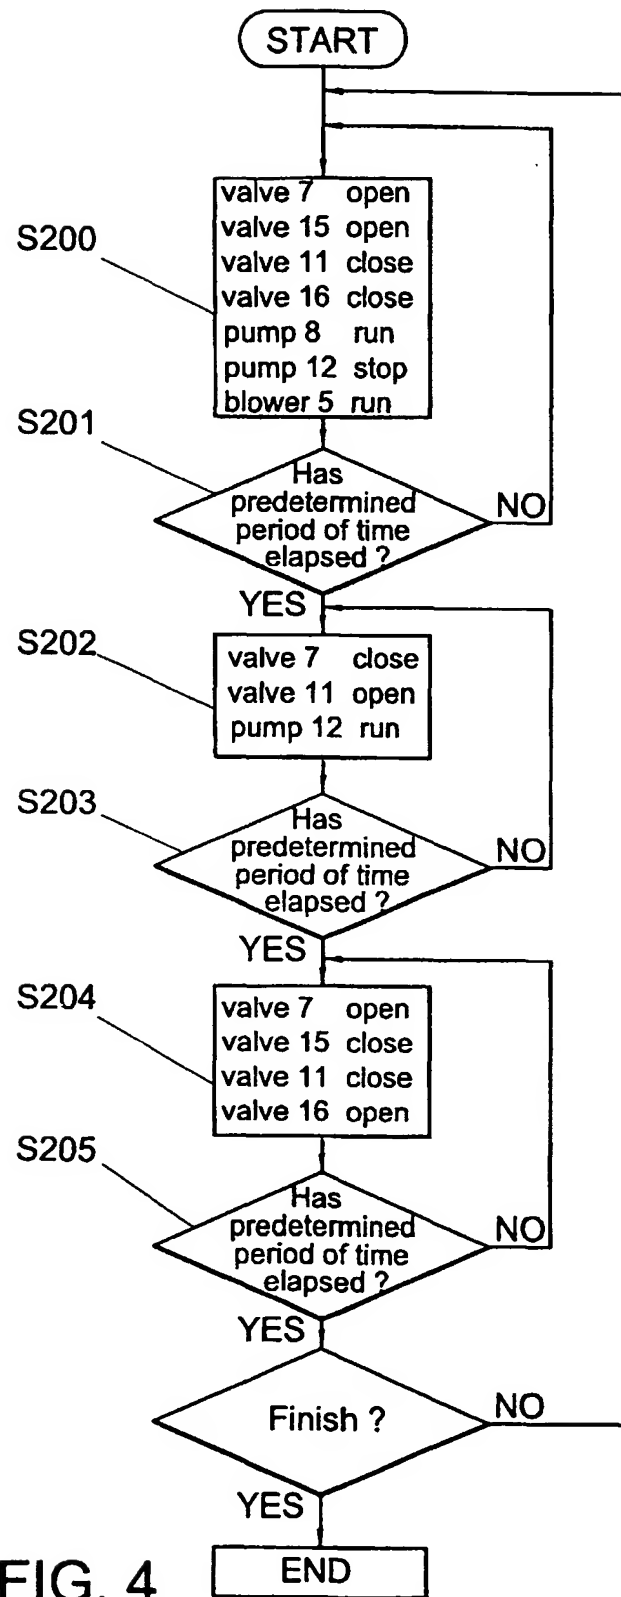 START
S200
valve 7 open
valve 15 open
valve 11 close
valve 16 close
pump 8 run
pump 12 stop
blower 5 run
S201
Has
predetermined
period of time
elapsed ?
NO
YES
S202
valve 7 close
valve 11 open
pump 12 run
S203
Has
predetermined
period of time
elapsed ?
NO
YES
S204
valve 7 open
valve 15 close
valve 11 close
valve 16 open
S205
Has
predetermined
period of time
elapsed ?
NO
YES
Finish ?
NO
YES
END
FIG. 4